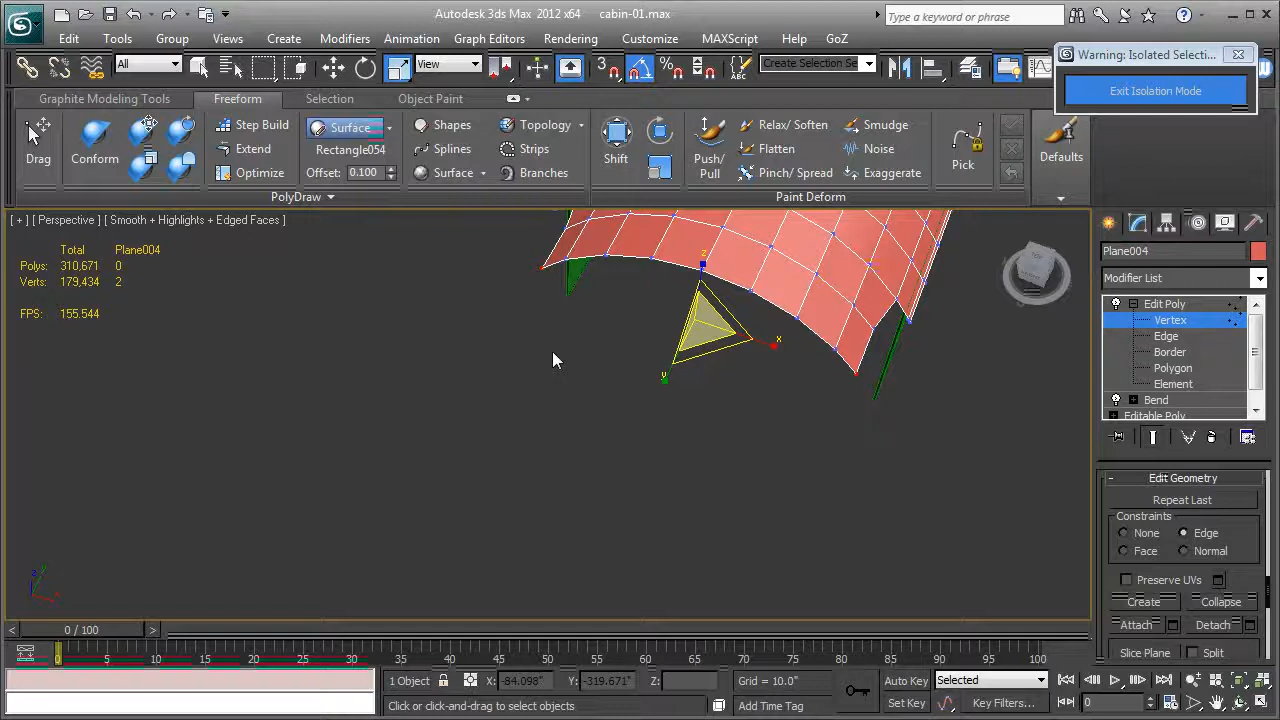 Autodesk 3ds Max 2012 x64 cabin-01.max
Type a keyword or phrase
Edit Tools Group Views Create Modifiers Animation Graph Editors Rendering Customize MAXScript Help GoZ
Warning: Isolated Selecti...
Exit Isolation Mode
All
View
3
Create Selection Se
Graphite Modeling Tools Freeform Selection Object Paint
Drag
Conform
Step Build
Extend
Optimize
Surface
Rectangle054
Offset: 0.100
Shapes
Splines
Surface
Topology
Strips
Branches
Shift
Push/
Pull
Relax/ Soften
Flatten
Pinch/ Spread
Smudge
Noise
Exaggerate
Pick
Defaults
PolyDraw
Paint Deform
[ + ] [ Perspective ] [ Smooth + Highlights + Edged Faces ]
Total Plane004
Polys: 310,671 0
Verts: 179,434 2
FPS: 155.544
z
x
y
Plane004
Modifier List
Edit Poly
Vertex
Edge
Border
Polygon
Element
Bend
Editable Poly
Edit Geometry
Repeat Last
Constraints
None Edge
Face Normal
Preserve UVs
Create Collapse
Attach Detach
Slice Plane Split
0 / 100
0 5 10 15 20 25 30 35 40 45 50 55 60 65 70 75 80 85 90 95 100
1 Object
X: -84.098" Y: -319.671" Z:
Grid = 10.0"
Auto Key
Selected
Click or click-and-drag to select objects
Add Time Tag
Set Key
Key Filters...
0